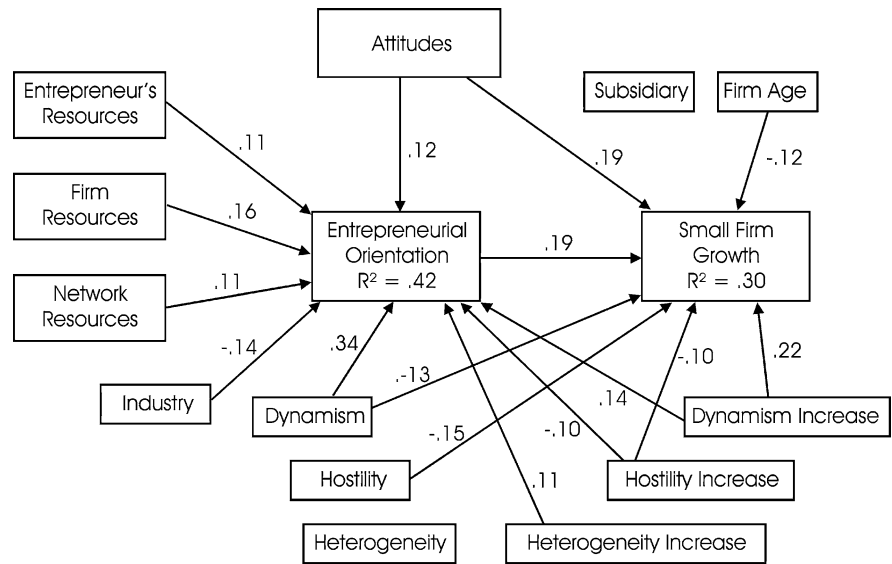 Attitudes
Entrepreneur's
Resources
Subsidiary
Firm Age
.11
.12
.19
-.12
Firm
Resources
.16
Entrepreneurial
Orientation
R² = .42
.19
Small Firm
Growth
R² = .30
Network
Resources
.11
-.14
.34
.-13
-.10
.22
Industry
Dynamism
.14
Dynamism Increase
-.15
-.10
Hostility
.11
Hostility Increase
Heterogeneity
Heterogeneity Increase